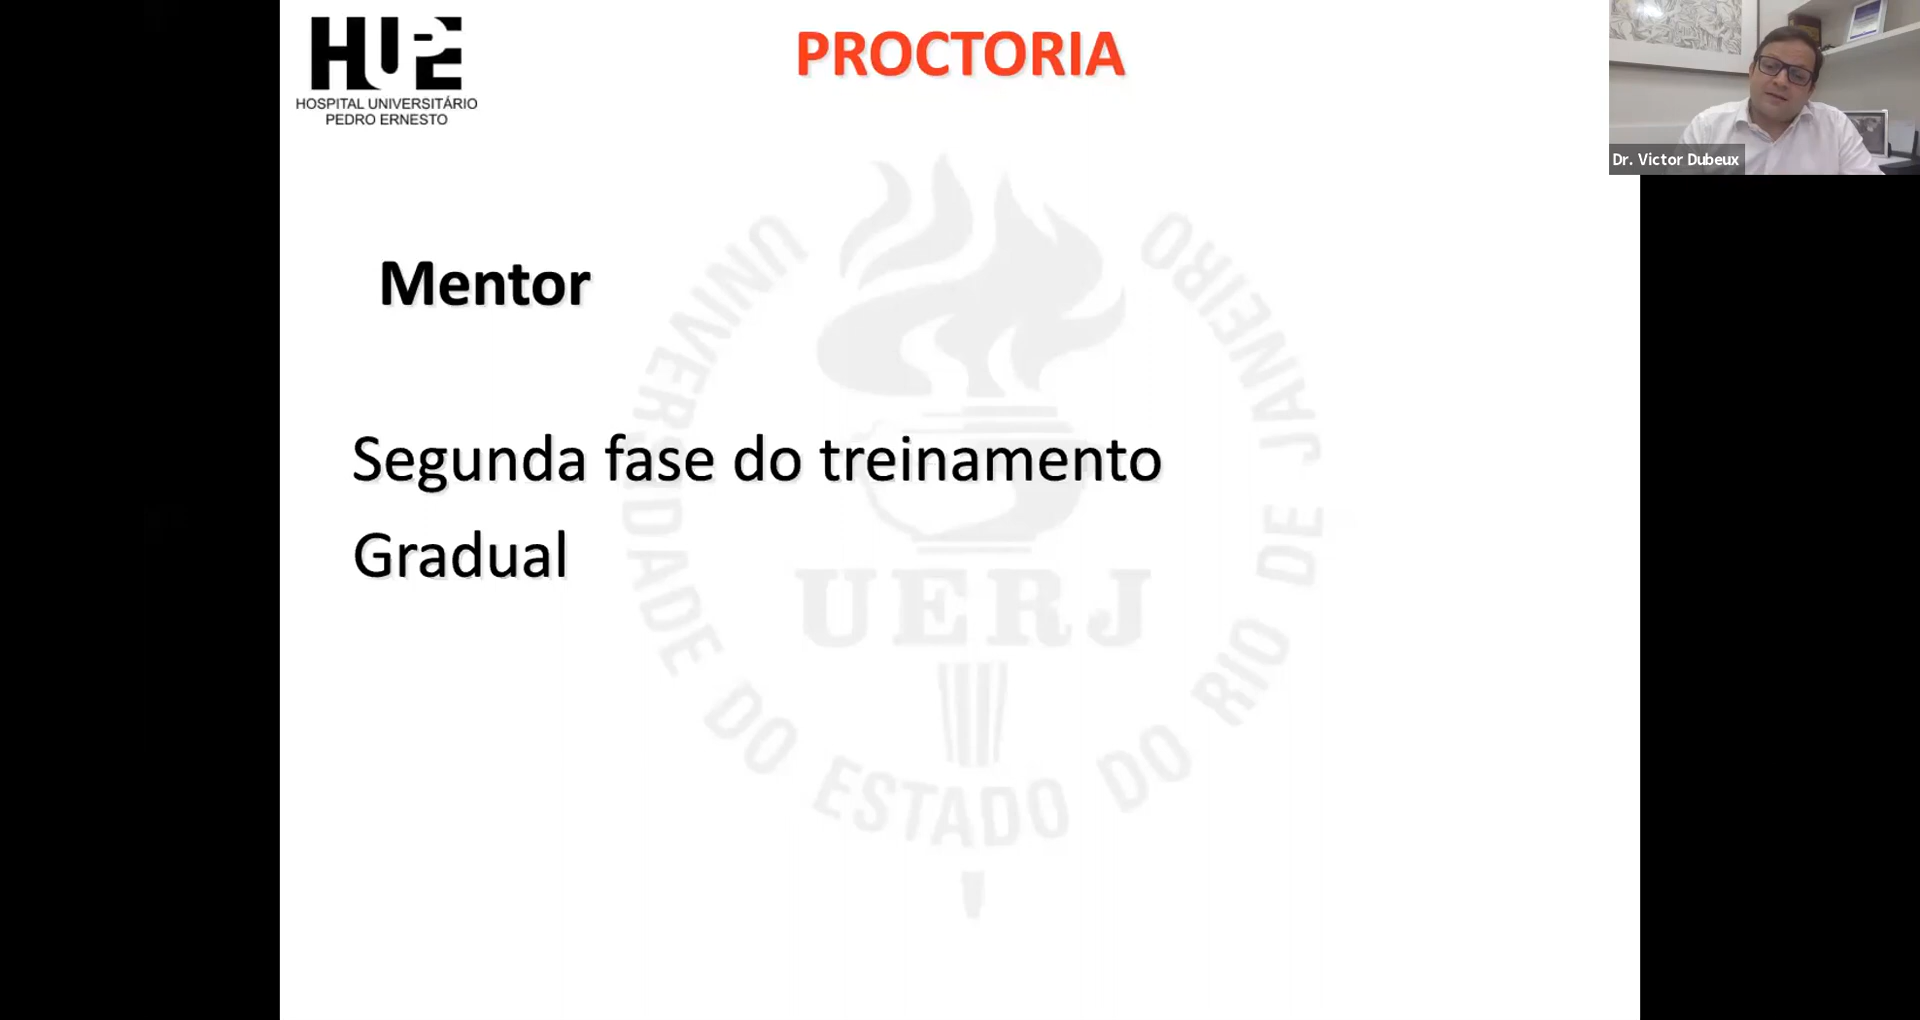 HUPE
HOSPITAL UNIVERSITÁRIO
PEDRO ERNESTO
PROCTORIA
Dr. Victor Dubeux
Mentor
Segunda fase do treinamento
Gradual
UNIVERSIDADE DO ESTADO DO RIO DE JANEIRO
UERJ